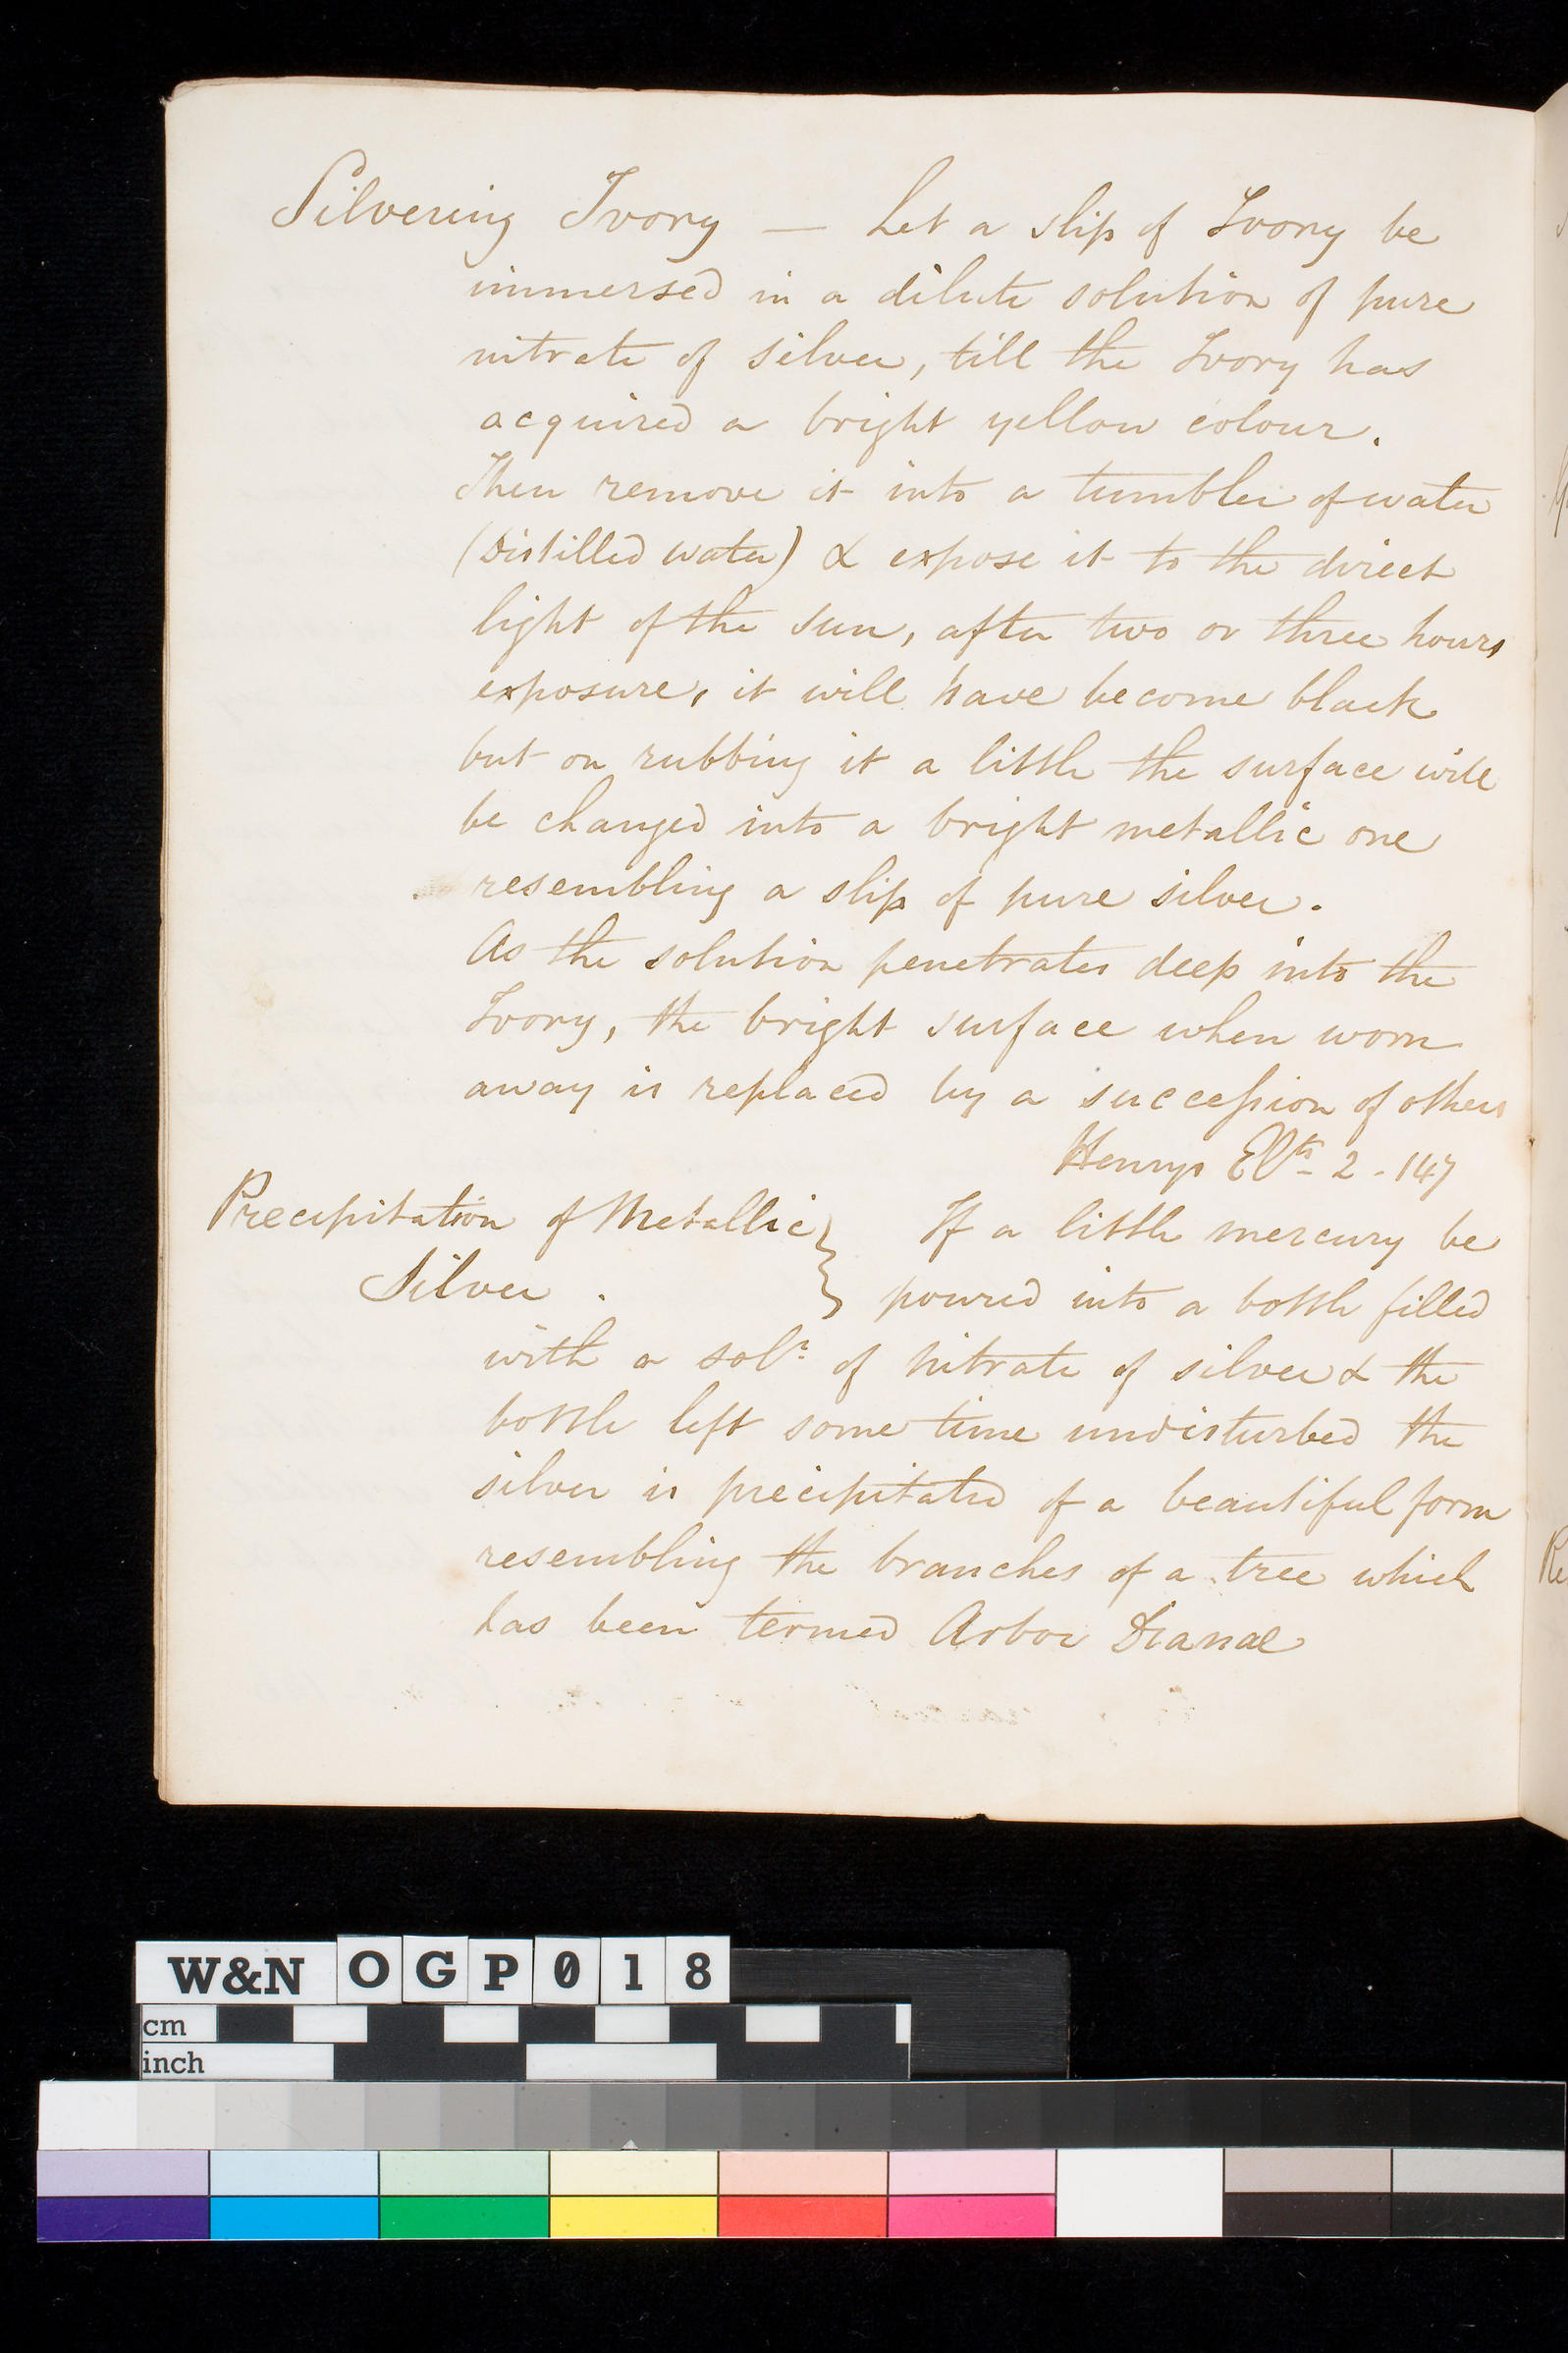 Silvering Ivory — Let a slip of Ivory be
immersed in a dilute solution of pure
nitrate of silver, till the Ivory has
acquired a bright yellow colour.
Then remove it into a tumbler of water
(Distilled water) & expose it to the direct
light of the sun, after two or three hours
exposure, it will have become black
but on rubbing it a little the surface will
be changed into a bright metallic one
resembling a slip of pure silver.
As the solution penetrates deep into the
Ivory, the bright surface when worn
away is replaced by a succession of others
Henrys 2 - 147
Precipitation of Metallic } If a little mercury be
Silver . poured into a bottle filled
with a solⁿ of nitrate of silver & the
bottle left some time undisturbed the
silver is precipitated of a beautiful form
resembling the branches of a tree which
has been termed Arbor Dianae
W&N OGP018
cm
inch